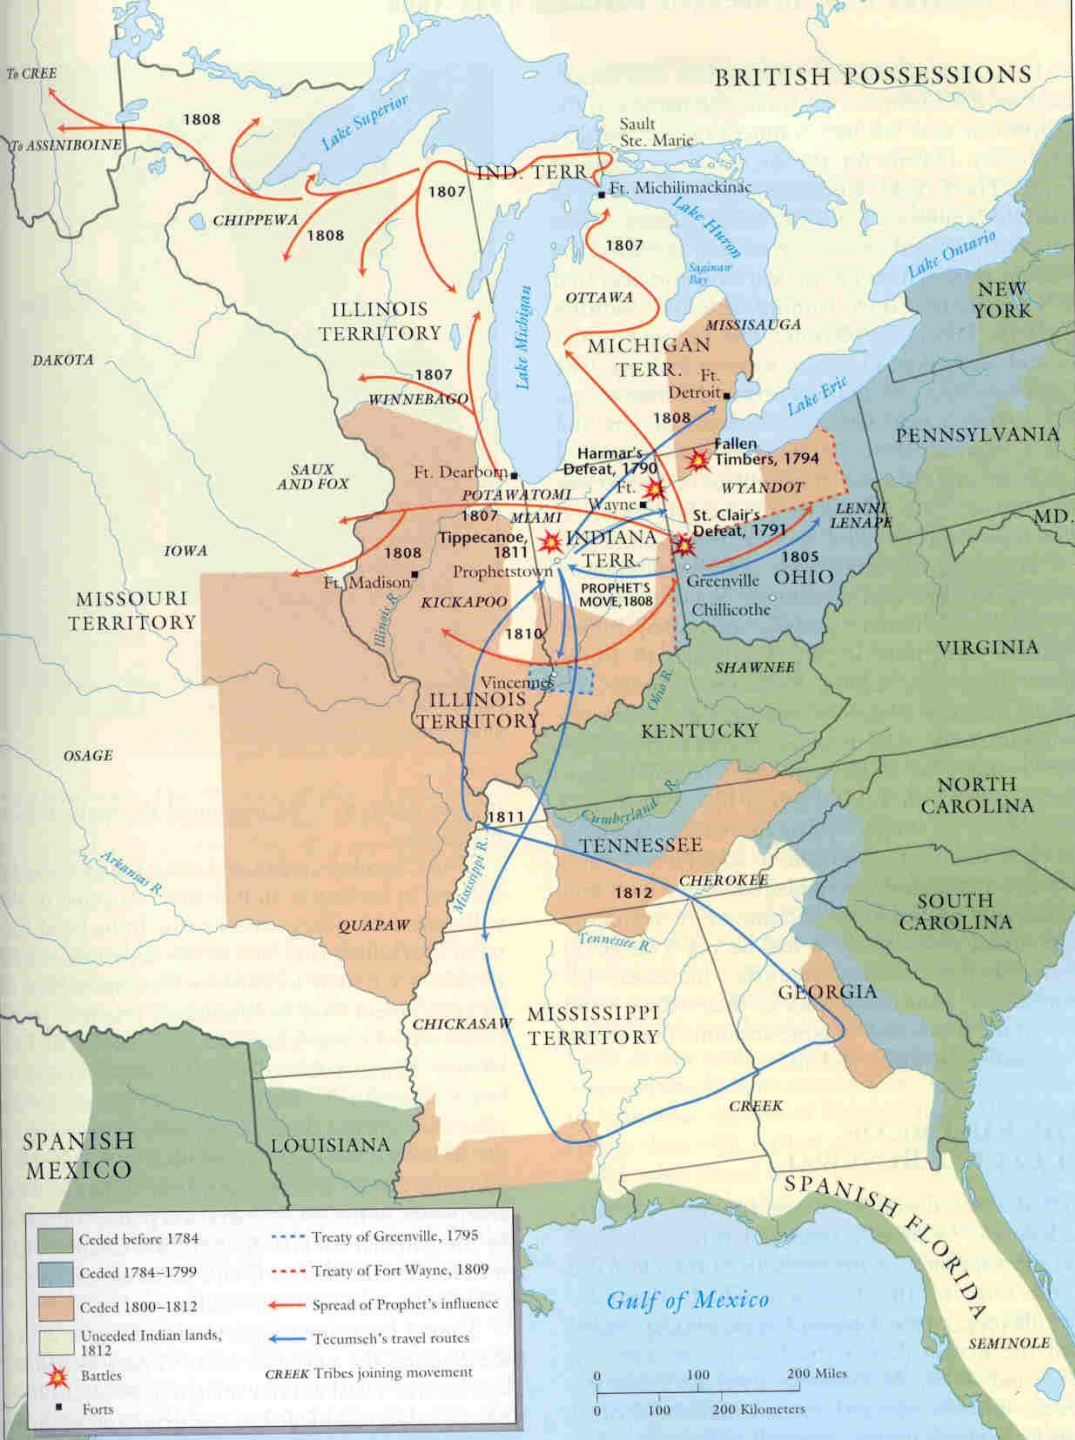 BRITISH POSSESSIONS
To CREE
1808
Lake Superior
To ASSINIBOINE
Sault
Ste. Marie
IND. TERR.
Ft. Michilimackinac
1807
CHIPPEWA
1808
Lake Huron
1807
Lake Ontario
Saginaw
Bay
NEW
YORK
OTTAWA
ILLINOIS
TERRITORY
Lake Michigan
MISSISAUGA
MICHIGAN
TERR.
DAKOTA
1807
WINNEBAGO
Ft.
Detroit
Lake Erie
1808
PENNSYLVANIA
Harmar's
Defeat, 1790
Fallen
Timbers, 1794
SAUX
AND FOX
Ft. Dearborn
POTAWATOMI
Ft.
Wayne
WYANDOT
1807
MIAMI
St. Clair's
Defeat, 1791
LENNI
LENAPE
MD.
IOWA
1808
Tippecanoe,
1811
INDIANA
TERR.
1805
Ft. Madison
Prophetstown
Greenville
OHIO
MISSOURI
TERRITORY
KICKAPOO
PROPHET'S
MOVE, 1808
Chillicothe
Illinois R.
1810
VIRGINIA
SHAWNEE
Vincennes
Ohio R.
ILLINOIS
TERRITORY
KENTUCKY
OSAGE
NORTH
CAROLINA
1811
Cumberland R.
TENNESSEE
Arkansas R.
Mississippi R.
1812
CHEROKEE
SOUTH
CAROLINA
QUAPAW
Tennessee R.
GEORGIA
CHICKASAW
MISSISSIPPI
TERRITORY
CREEK
SPANISH
MEXICO
LOUISIANA
SPANISH FLORIDA
SEMINOLE
Gulf of Mexico
Ceded before 1784
Ceded 1784–1799
Ceded 1800–1812
Unceded Indian lands,
1812
Battles
Forts
Treaty of Greenville, 1795
Treaty of Fort Wayne, 1809
Spread of Prophet's influence
Tecumseh's travel routes
CREEK Tribes joining movement
0 100 200 Miles
0 100 200 Kilometers